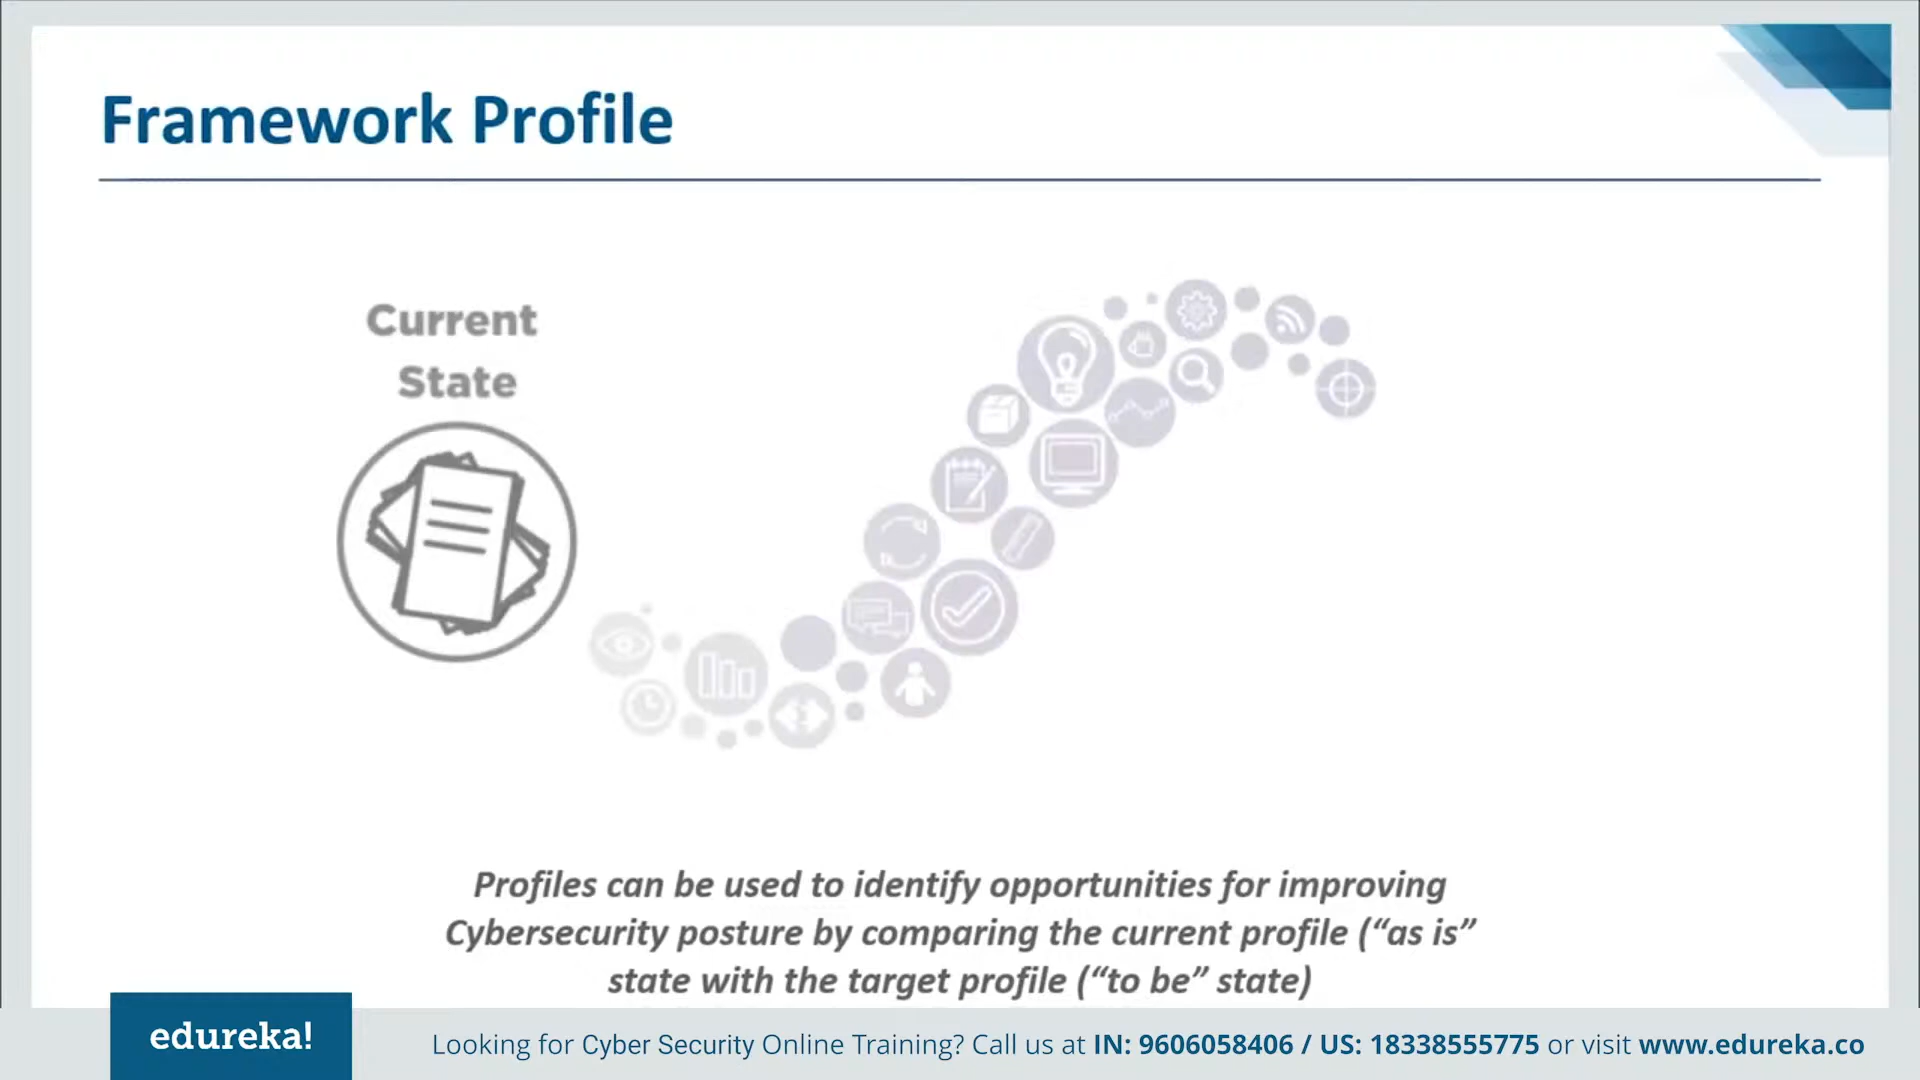 Framework Profile
Current
State
Profiles can be used to identify opportunities for improving
Cybersecurity posture by comparing the current profile (“as is”
state with the target profile (“to be” state)
edureka!
Looking for Cyber Security Online Training? Call us at IN: 9606058406 / US: 18338555775 or visit www.edureka.co